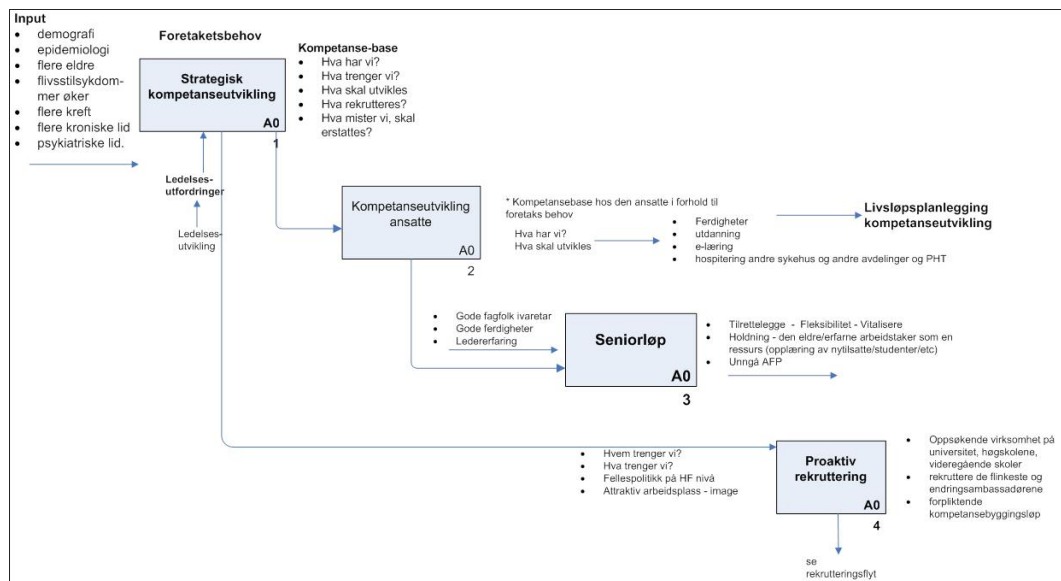 Input
• demografi
• epidemiologi
• flere eldre
• flivsstilsykdom-
mer øker
• flere kreft
• flere kroniske lid
• psykiatriske lid.
Foretaketsbehov
Strategisk
kompetanseutvikling
A0
1
Kompetanse-base
• Hva har vi?
• Hva trenger vi?
• Hva skal utvikles
• Hva rekrutteres?
• Hva mister vi, skal
erstattes?
Ledelses-
utfordringer
Ledelses-
utvikling
Kompetanseutvikling
ansatte
A0
2
* Kompetansebase hos den ansatte i forhold til
foretaks behov
Hva har vi?
Hva skal utvikles
• Ferdigheter
• utdanning
• e-læring
• hospitering andre sykehus og andre avdelinger og PHT
Livsløpsplanlegging
kompetanseutvikling
• Gode fagfolk ivaretar
• Gode ferdigheter
• Ledererfaring
Seniorløp
A0
3
• Tilrettelegge - Fleksibilitet - Vitalisere
• Holdning - den eldre/erfarne arbeidstaker som en
ressurs (opplæring av nytilsatte/studenter/etc)
• Unngå AFP
• Hvem trenger vi?
• Hva trenger vi?
• Fellespolitikk på HF nivå
• Attraktiv arbeidsplass - image
Proaktiv
rekruttering
A0
4
• Oppsøkende virksomhet på
universitet, høgskolene,
videregående skoler
• rekruttere de flinkeste og
endringsambassadørene
• forpliktende
kompetansebyggingsløp
se
rekrutteringsflyt